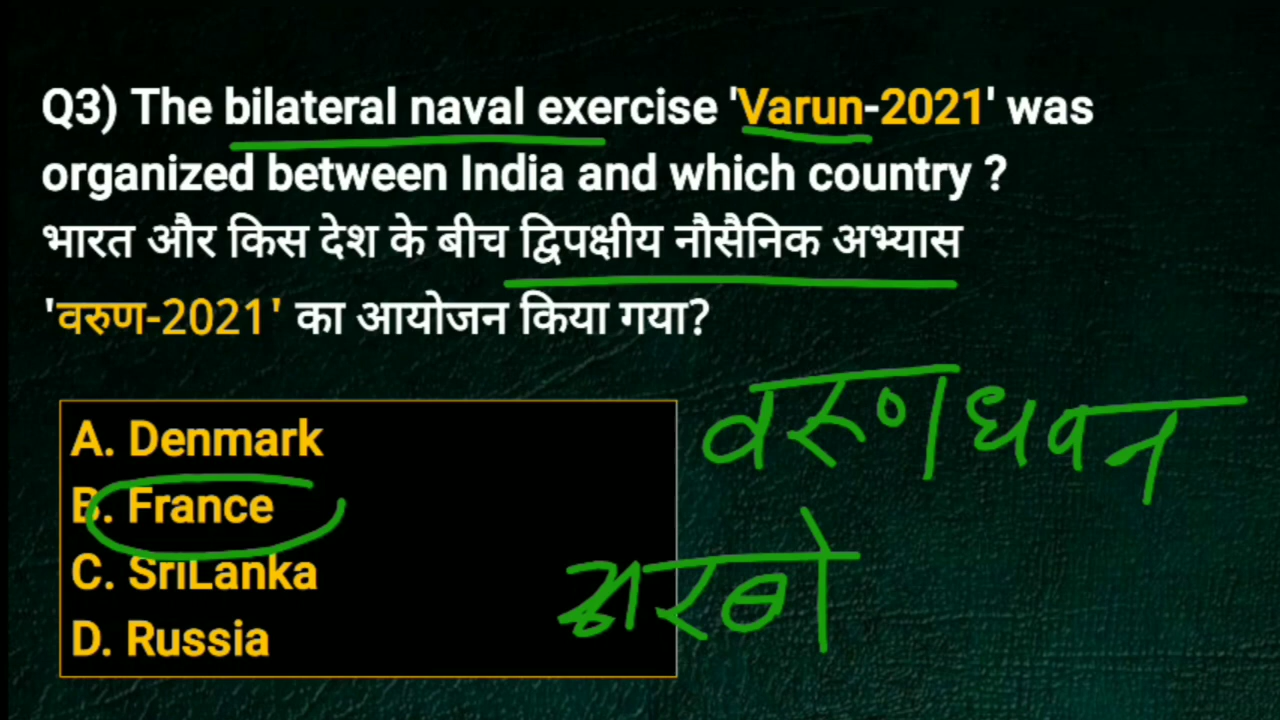 Q3) The bilateral naval exercise 'Varun-2021' was
organized between India and which country ?
भारत और किस देश के बीच द्विपक्षीय नौसैनिक अभ्यास
'वरुण-2021' का आयोजन किया गया?
A. Denmark
B. France
C. SriLanka
D. Russia
वरुण धवन